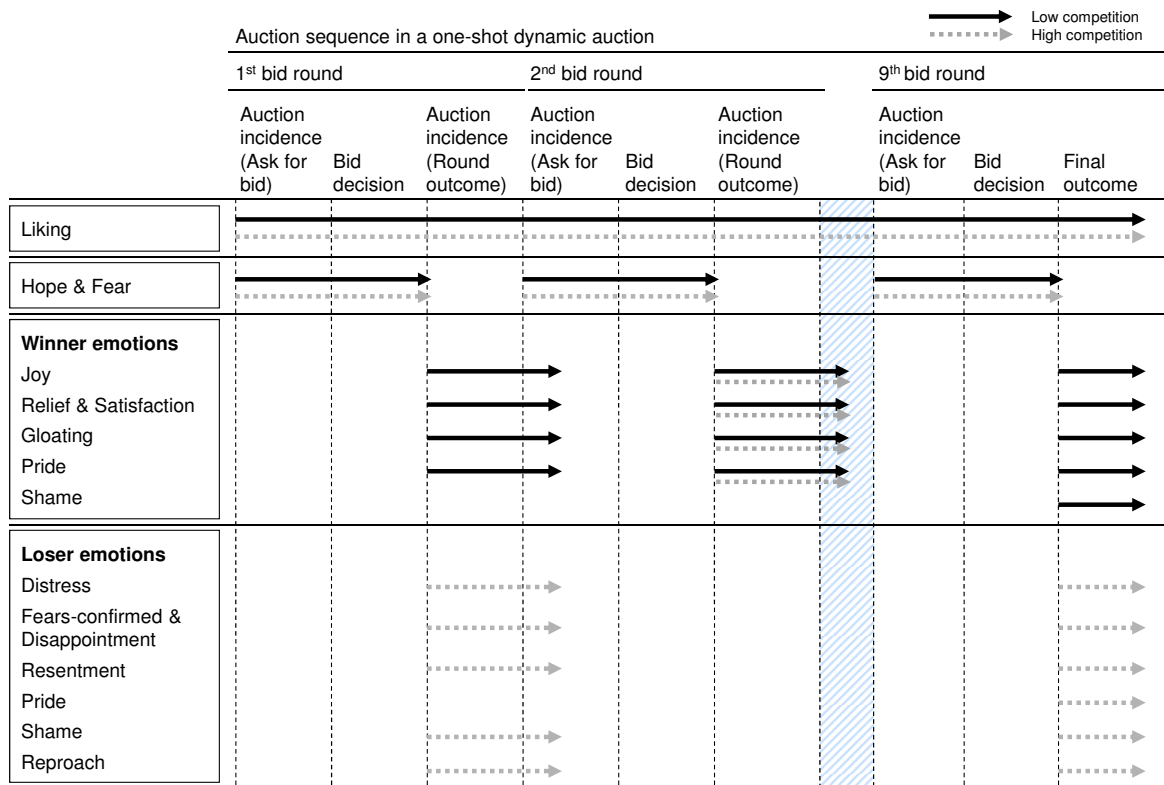 Low competition
High competition
Auction sequence in a one-shot dynamic auction
1st bid round
2nd bid round
9th bid round
Auction
incidence
(Ask for
bid)
Bid
decision
Auction
incidence
(Round
outcome)
Auction
incidence
(Ask for
bid)
Bid
decision
Auction
incidence
(Round
outcome)
Auction
incidence
(Ask for
bid)
Bid
decision
Final
outcome
Liking
Hope & Fear
Winner emotions
Joy
Relief & Satisfaction
Gloating
Pride
Shame
Loser emotions
Distress
Fears-confirmed &
Disappointment
Resentment
Pride
Shame
Reproach